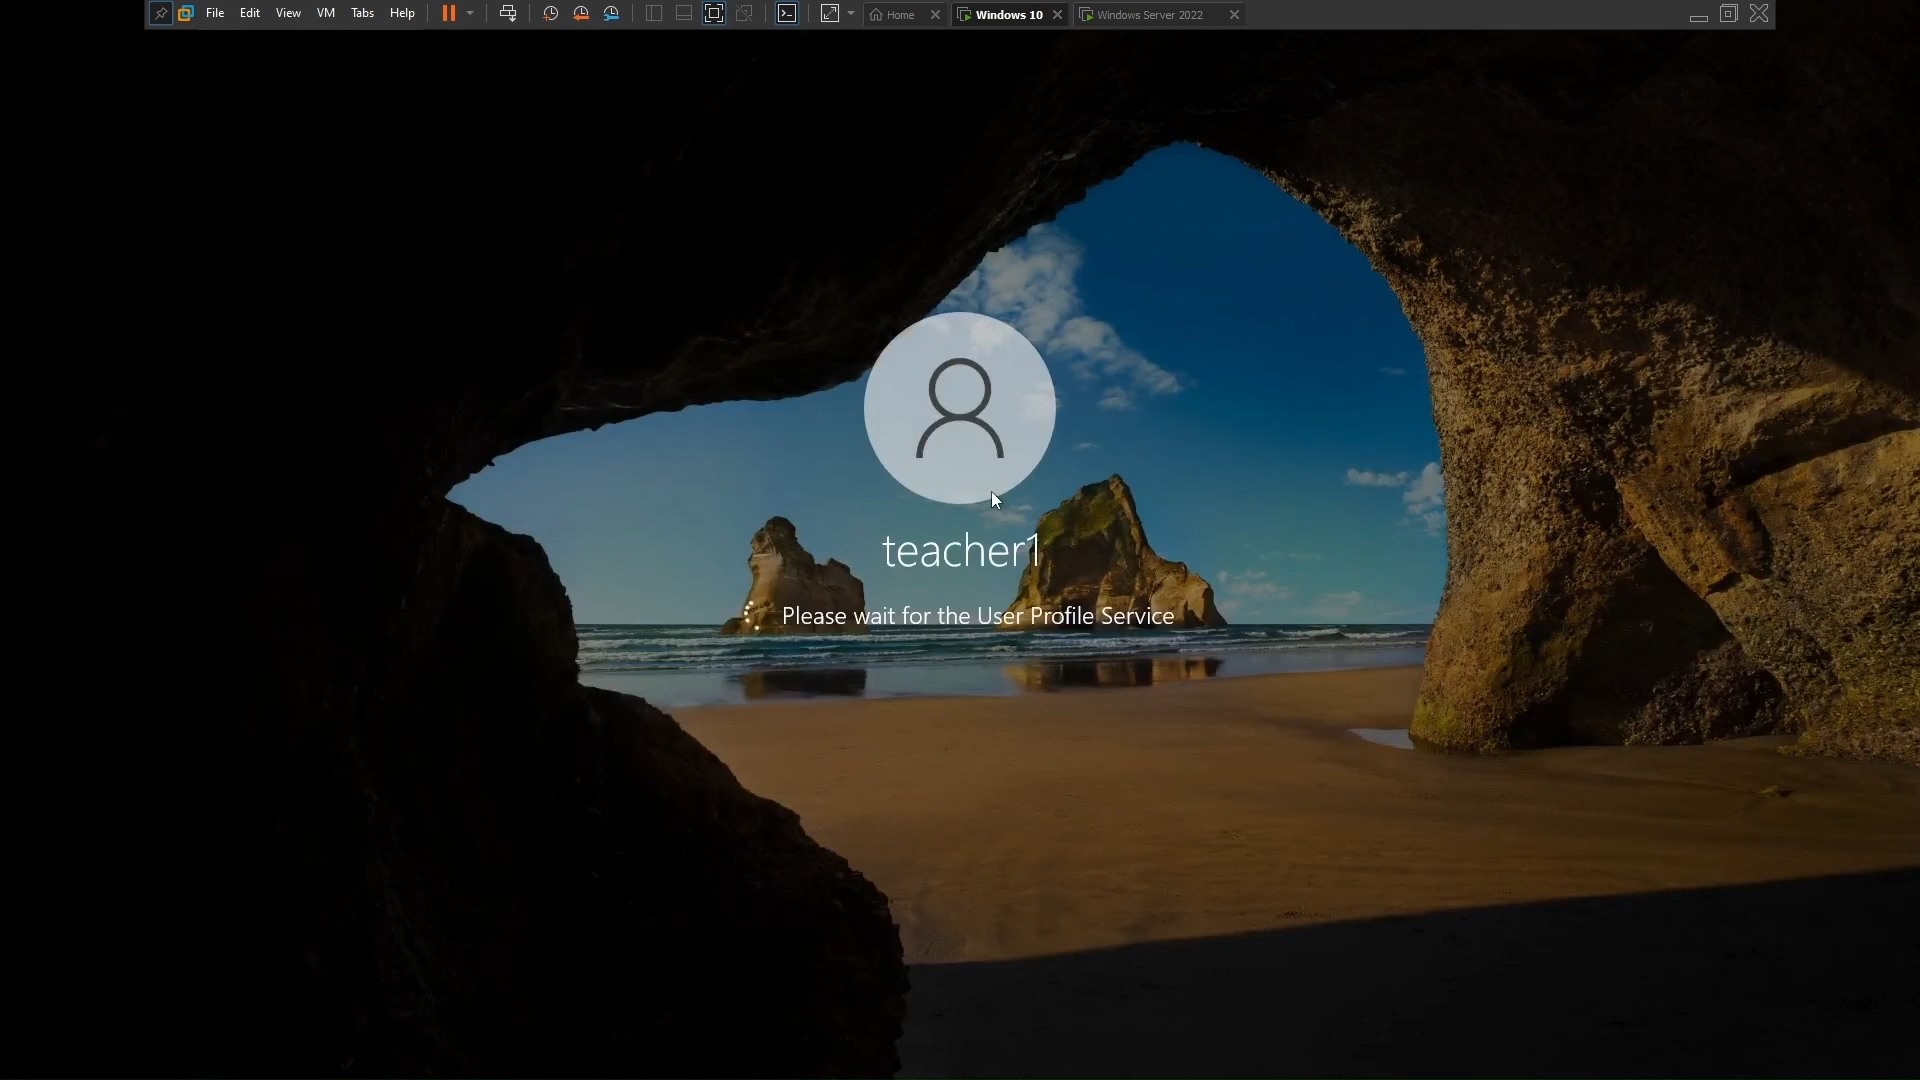 File Edit View VM Tabs Help Home Windows 10 Windows Server 2022
teacher1
Please wait for the User Profile Service